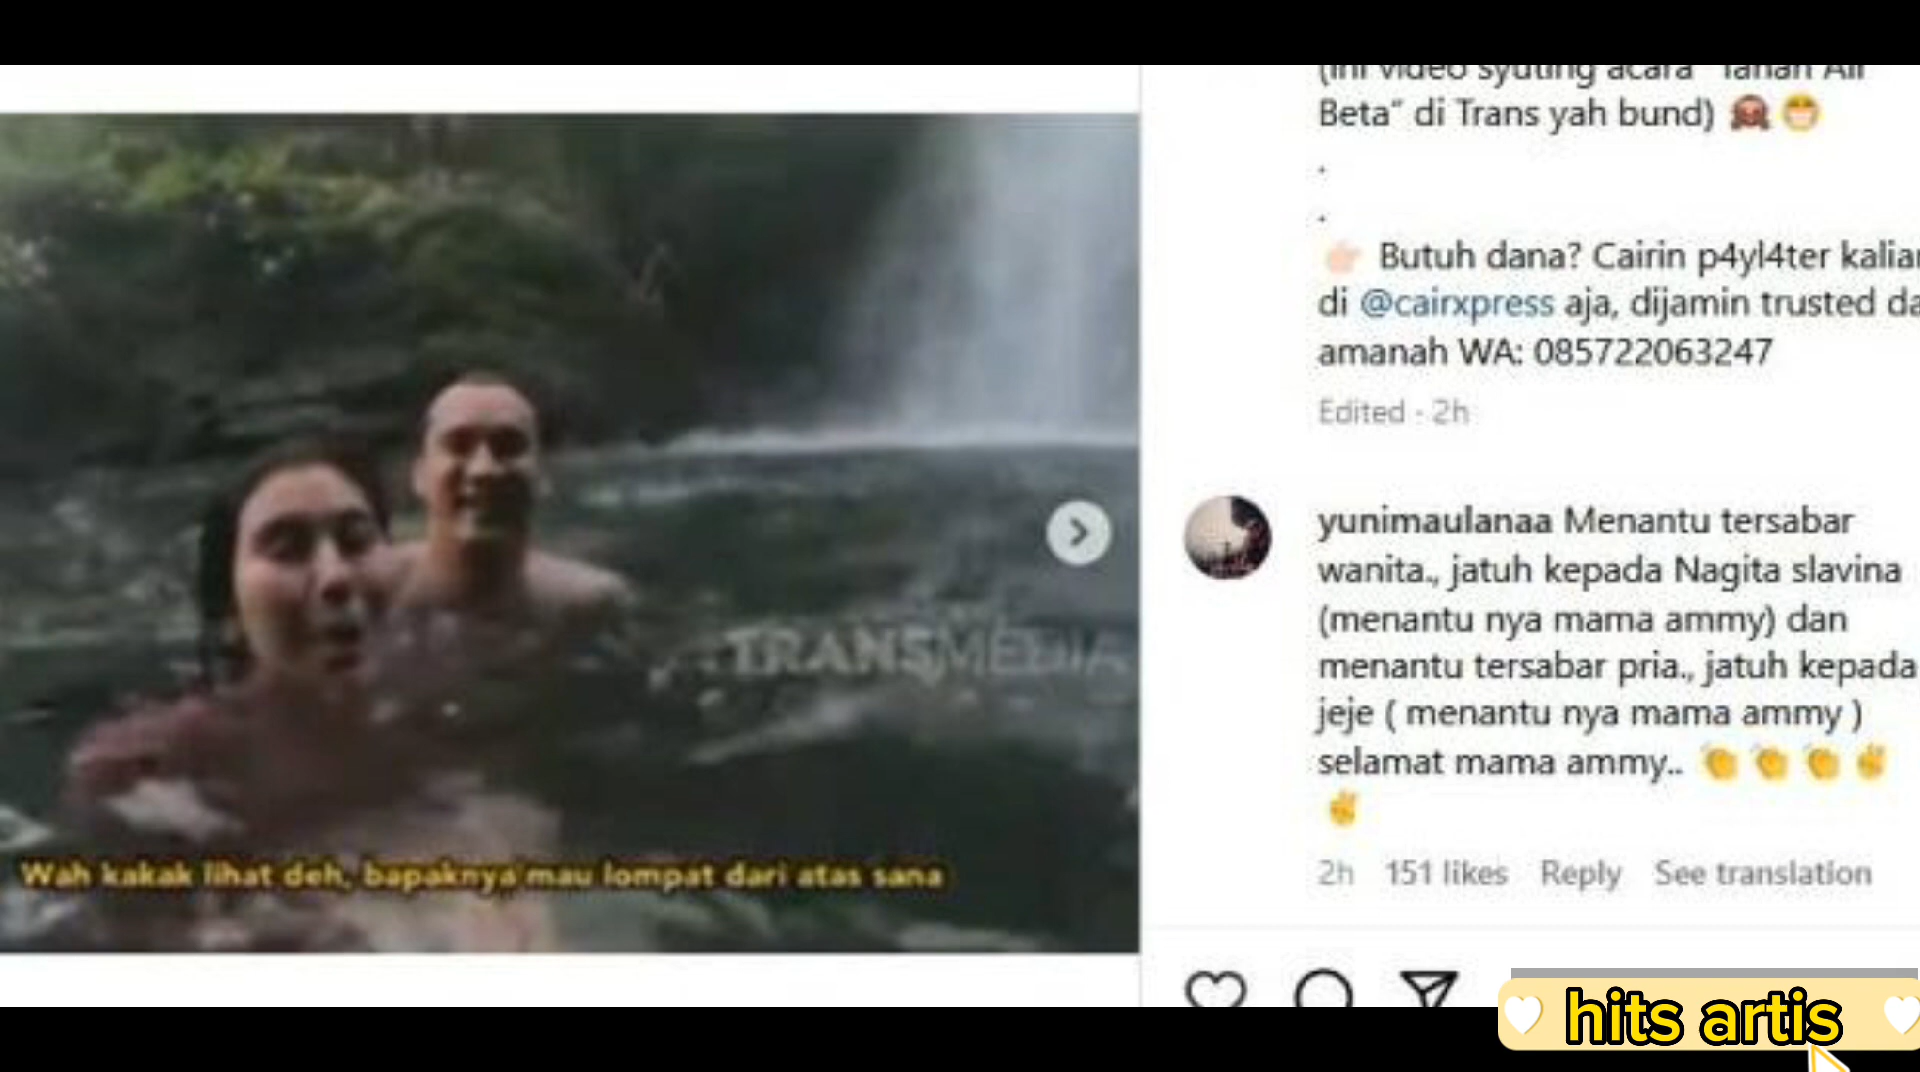 Beta" di Trans yah bund) 🙈😁
.
.
👉🏻 Butuh dana? Cairin p4yl4ter kalian
di @cairxpress aja, dijamin trusted da
amanah WA: 085722063247
Edited · 2h
yunimaulanaa Menantu tersabar
wanita., jatuh kepada Nagita slavina
(menantu nya mama ammy) dan
menantu tersabar pria., jatuh kepada
jeje ( menantu nya mama ammy )
selamat mama ammy.. 👏👏👏✌
✌
2h 151 likes Reply See translation
TRANSMEDIA
Wah kakak lihat deh, bapaknya mau lompat dari atas sana
hits artis